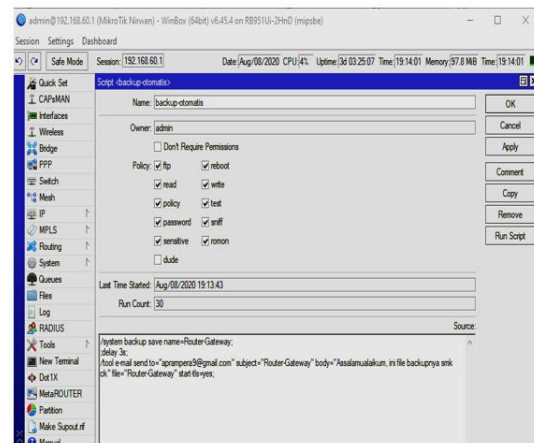 admin@192.168.60.1 (MikroTik Nirwan) - WinBox (64bit) v6.45.4 on RB951Ui-2HnD (mipsbe)
Session Settings Dashboard
Safe Mode Session: 192.168.60.1 Date: Aug/08/2020 CPU: 4% Uptime: 3d 03:25:07 Time: 19:14:01 Memory: 97.8 MiB Time: 19:14:01
Quick Set
CAPsMAN
Interfaces
Wireless
Bridge
PPP
Switch
Mesh
IP
MPLS
Routing
System
Queues
Files
Log
RADIUS
Tools
New Terminal
Dot1X
MetaROUTER
Partition
Make Supout.rif
Manual
Script <backup-otomatis>
Name: backup-otomatis
Owner: admin
Don't Require Permissions
Policy: ftp reboot
read write
policy test
password sniff
sensitive romon
dude
Last Time Started: Aug/08/2020 19:13:43
Run Count: 30
Source:
/system backup save name=Router-Gateway;
:delay 3s;
/tool e-mail send to="aprampera9@gmail.com" subject="Router-Gateway" body="Assalamualaikum, ini file backupnya smk
ck" file="Router-Gateway" start-tls=yes;
OK
Cancel
Apply
Comment
Copy
Remove
Run Script